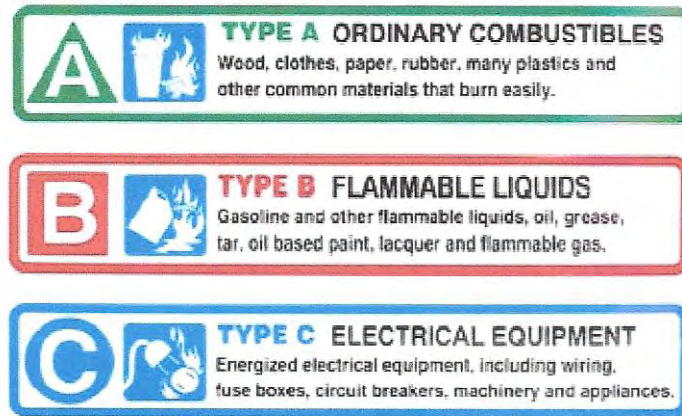 A
TYPE A ORDINARY COMBUSTIBLES
Wood, clothes, paper, rubber, many plastics and
other common materials that burn easily.
B
TYPE B FLAMMABLE LIQUIDS
Gasoline and other flammable liquids, oil, grease,
tar, oil based paint, lacquer and flammable gas.
C
TYPE C ELECTRICAL EQUIPMENT
Energized electrical equipment, including wiring,
fuse boxes, circuit breakers, machinery and appliances.